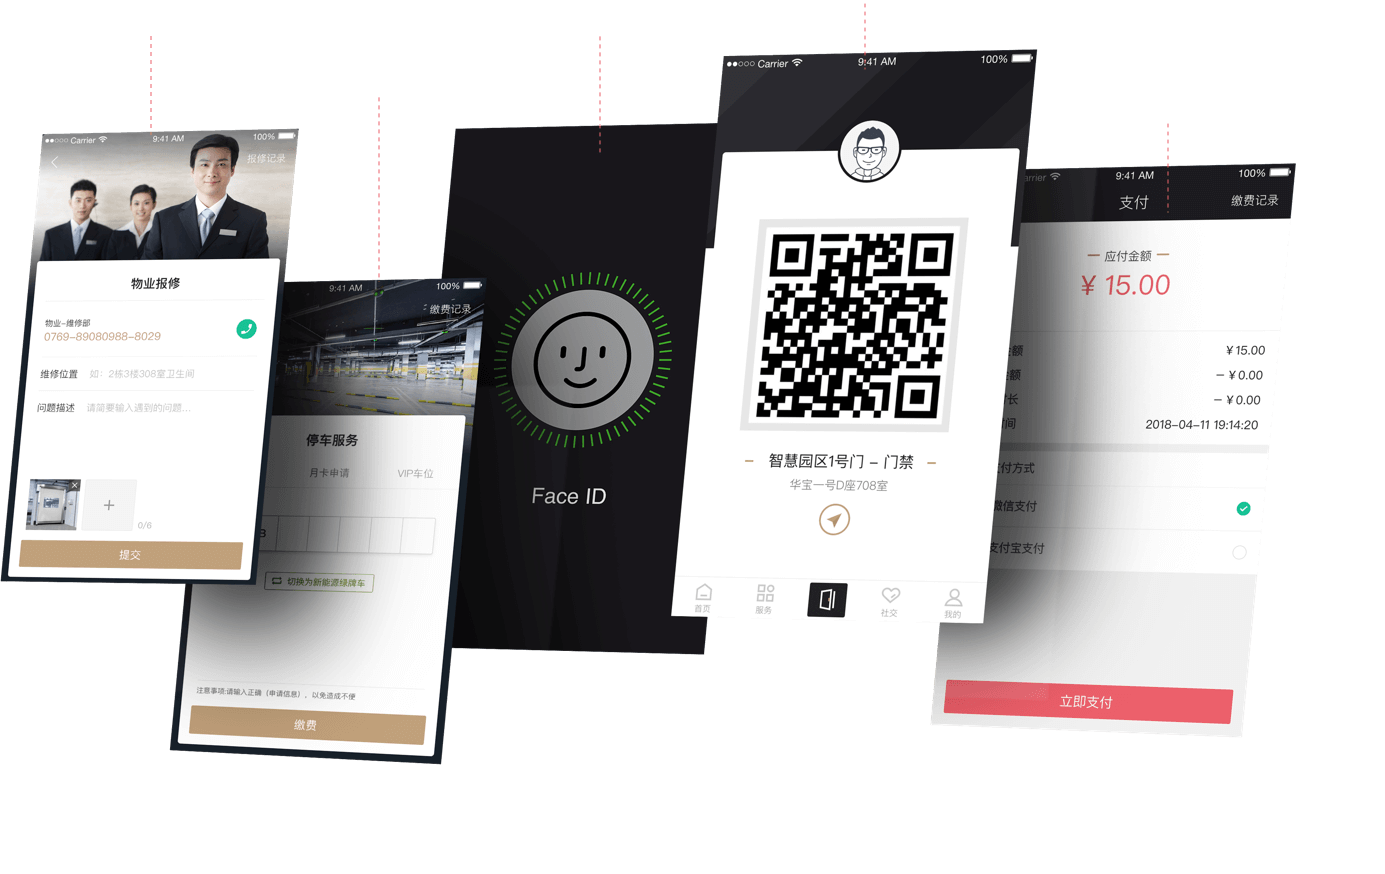 ●●○○○ Carrier 9:41 AM 100%
报修记录
物业报修
物业-维修部
0769-89080988-8029
维修位置 如：2栋3楼308室卫生间
问题描述 请简要输入遇到的问题...
0/6
提交
9:41 AM 100%
缴费记录
停车服务
月卡申请 VIP车位
切换为新能源绿牌车
注意事项:请输入正确（申请信息），以免造成不便
缴费
Face ID
●●○○○ Carrier 9:41 AM 100%
智慧园区1号门 - 门禁
华宝一号D座708室
首页 服务 社交 我的
9:41 AM 100%
支付 缴费记录
应付金额
¥ 15.00
额 ¥15.00
额 - ¥0.00
长 - ¥0.00
间 2018-04-11 19:14:20
付方式
微信支付
支付宝支付
立即支付